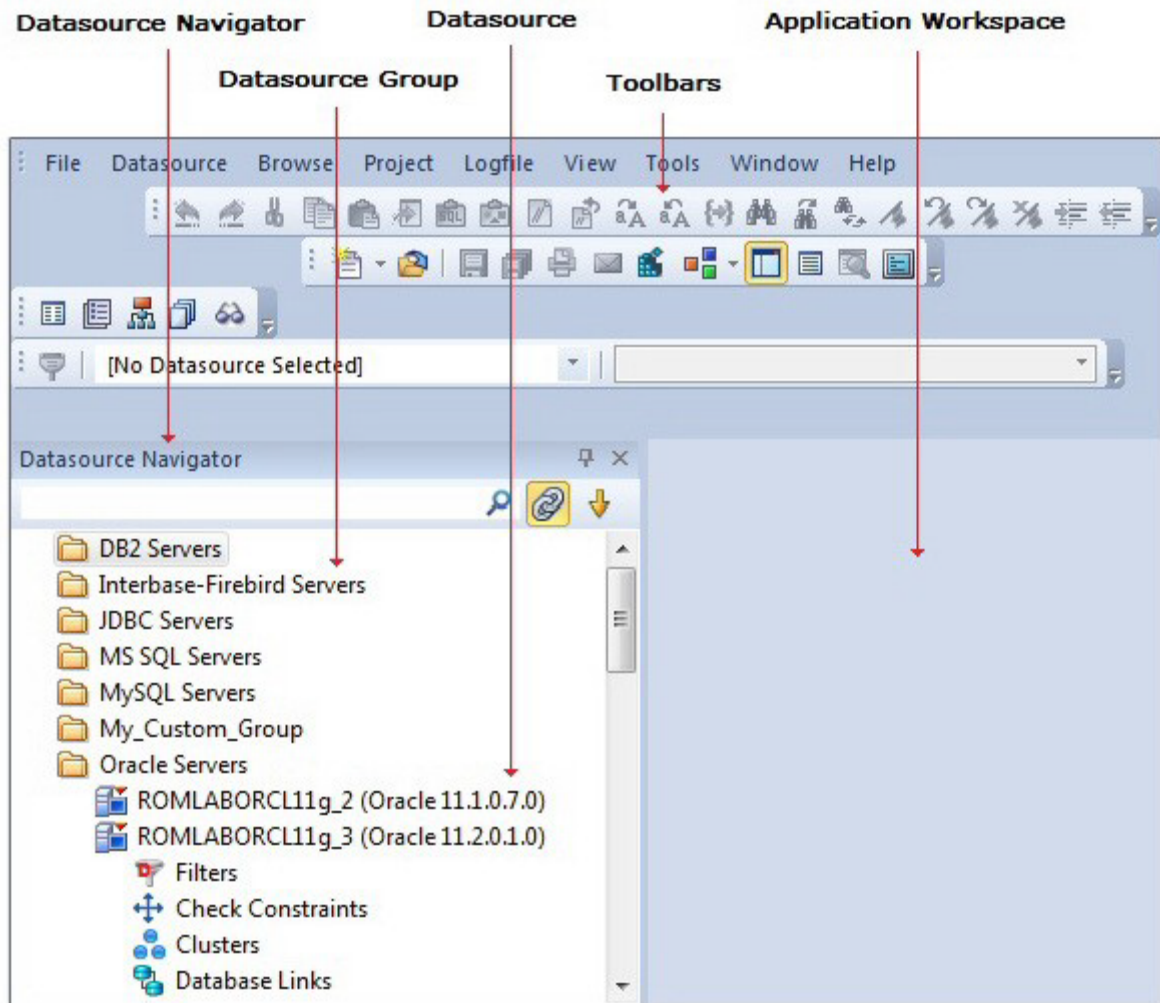 Datasource Navigator
Datasource
Application Workspace
Datasource Group
Toolbars
File Datasource Browse Project Logfile View Tools Window Help
[No Datasource Selected]
Datasource Navigator
DB2 Servers
Interbase-Firebird Servers
JDBC Servers
MS SQL Servers
MySQL Servers
My_Custom_Group
Oracle Servers
ROMLABORCL11g_2 (Oracle 11.1.0.7.0)
ROMLABORCL11g_3 (Oracle 11.2.0.1.0)
Filters
Check Constraints
Clusters
Database Links